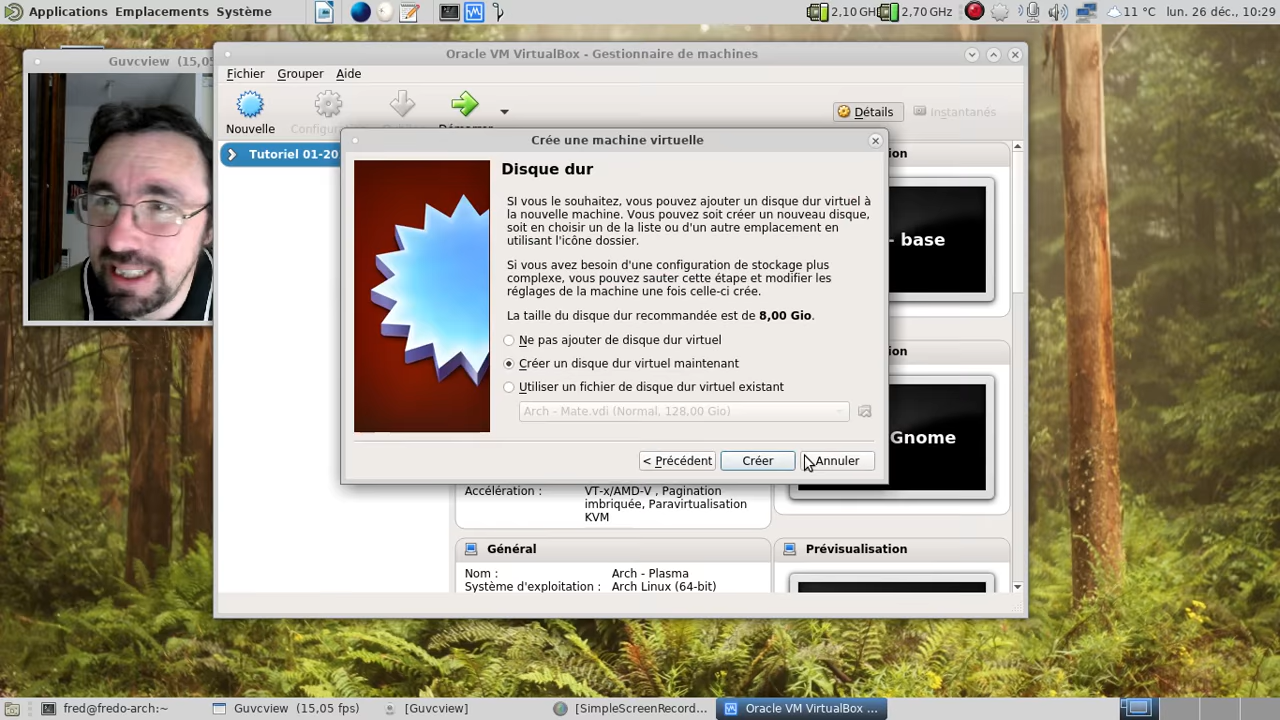 Applications Emplacements Système
2,10 GHz 2,70 GHz 11 °C lun. 26 déc., 10:29
Guvcview (15,05
Oracle VM VirtualBox - Gestionnaire de machines
Fichier Grouper Aide
Nouvelle
Détails
Instantanés
Tutoriel 01-20
Crée une machine virtuelle
Disque dur
SI vous le souhaitez, vous pouvez ajouter un disque dur virtuel à
la nouvelle machine. Vous pouvez soit créer un nouveau disque,
soit en choisir un de la liste ou d'un autre emplacement en
utilisant l'icône dossier.
Si vous avez besoin d'une configuration de stockage plus
complexe, vous pouvez sauter cette étape et modifier les
réglages de la machine une fois celle-ci crée.
La taille du disque dur recommandée est de 8,00 Gio.
Ne pas ajouter de disque dur virtuel
Créer un disque dur virtuel maintenant
Utiliser un fichier de disque dur virtuel existant
Arch - Mate.vdi (Normal, 128,00 Gio)
< Précédent Créer Annuler
ion
- base
ion
Gnome
Accélération : VT-x/AMD-V , Pagination
imbriquée, Paravirtualisation
KVM
Général
Nom : Arch - Plasma
Système d'exploitation : Arch Linux (64-bit)
Prévisualisation
fred@fredo-arch:~ Guvcview (15,05 fps) [Guvcview] [SimpleScreenRecord... Oracle VM VirtualBox ...